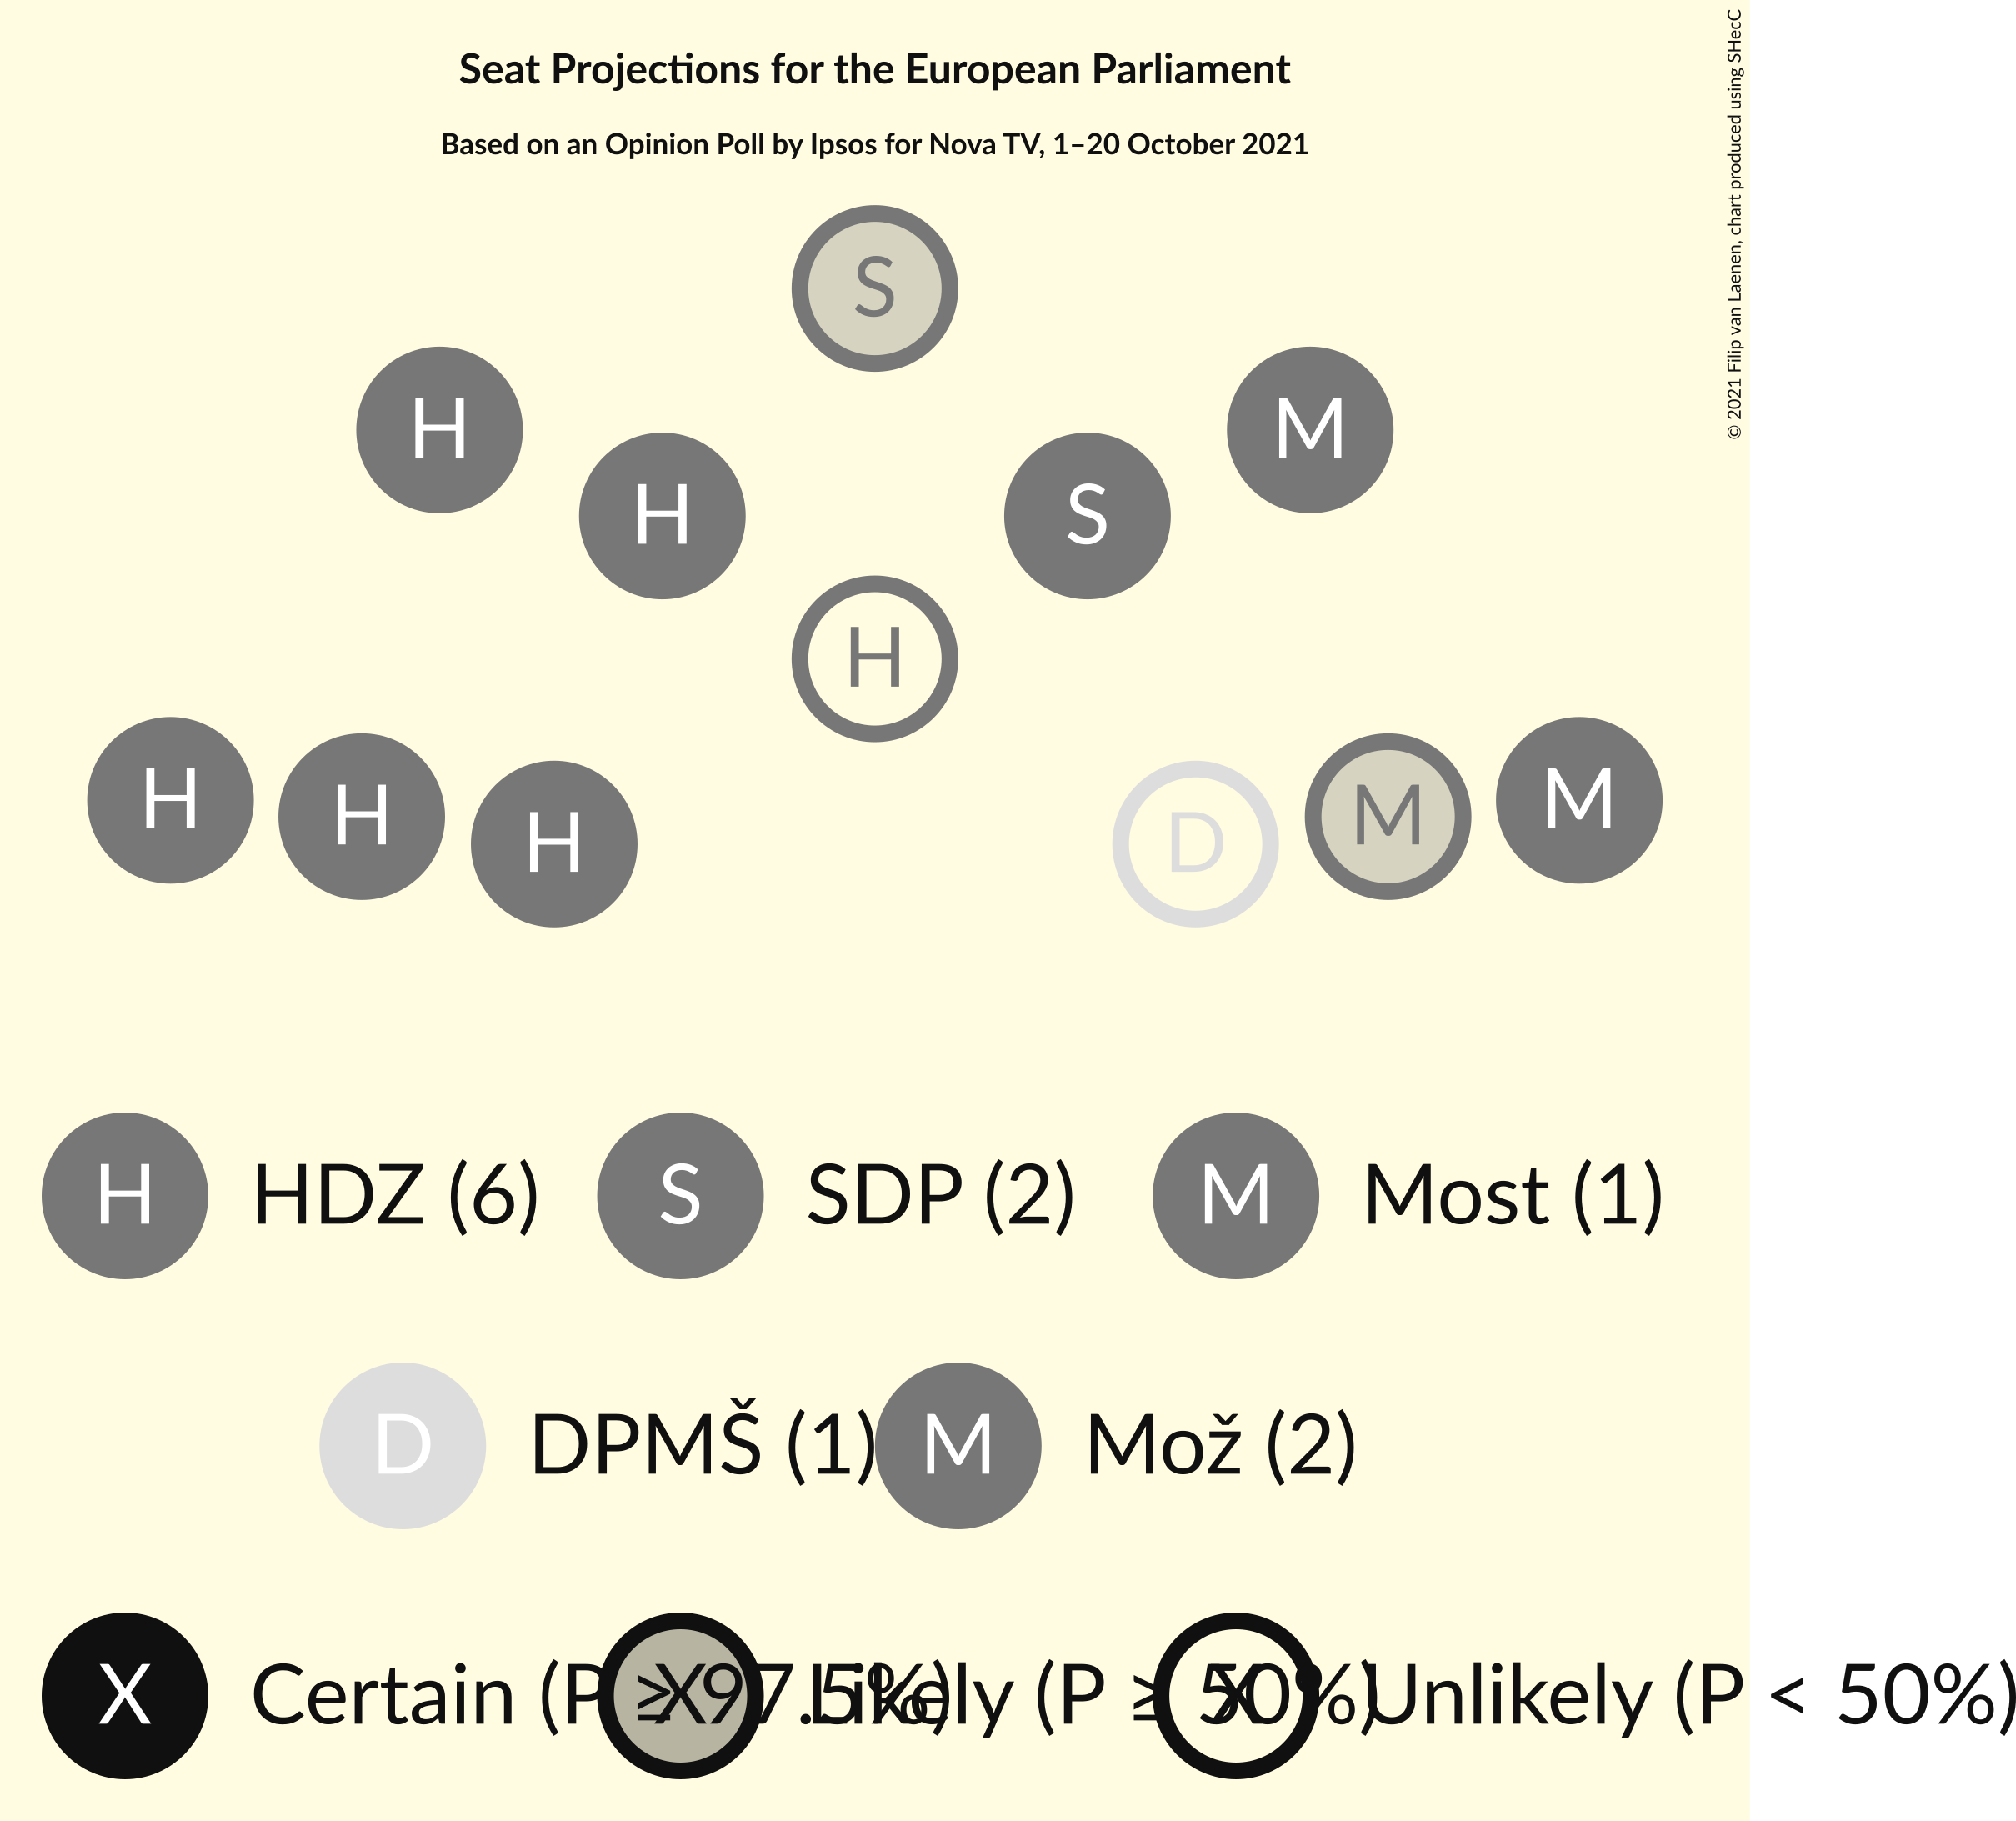 Seat Projections for the European Parliament
Based on an Opinion Poll by Ipsos for Nova TV, 1–20 October 2021
© 2021 Filip van Laenen, chart produced using SHecC
S
H
M
H
S
H
H
M
H
M
H
D
H HDZ (6) S SDP (2) M Most (1)
D DPMŠ (1) M Mož (2)
X Certain (P ≥ 97.5%) X Likely (P ≥ 50%) X Unlikely (P < 50%)